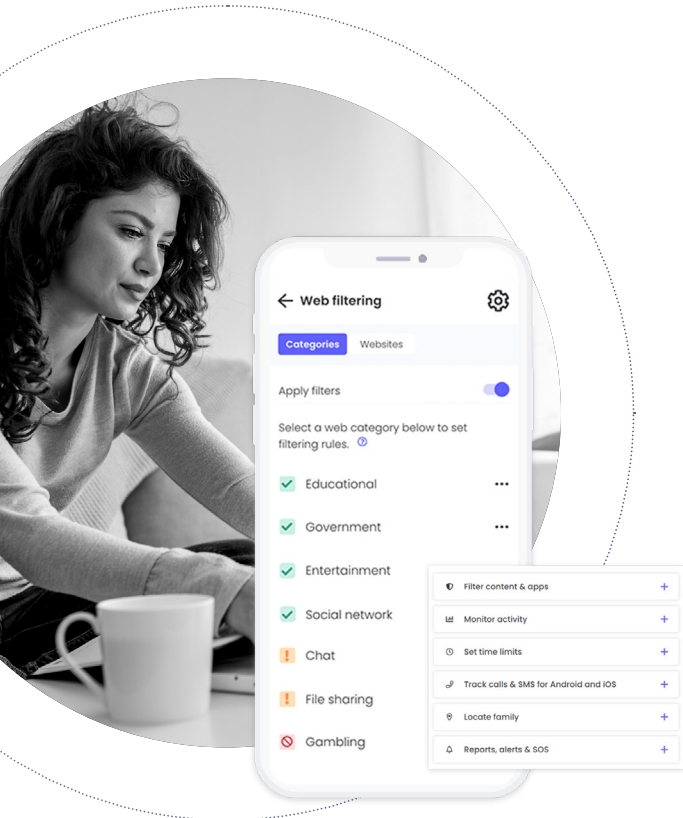 Web filtering
Categories Websites
Apply filters
Select a web category below to set
filtering rules.
Educational
Government
Entertainment
Social network
Chat
File sharing
Gambling
Filter content & apps
Monitor activity
Set time limits
Track calls & SMS for Android and iOS
Locate family
Reports, alerts & SOS